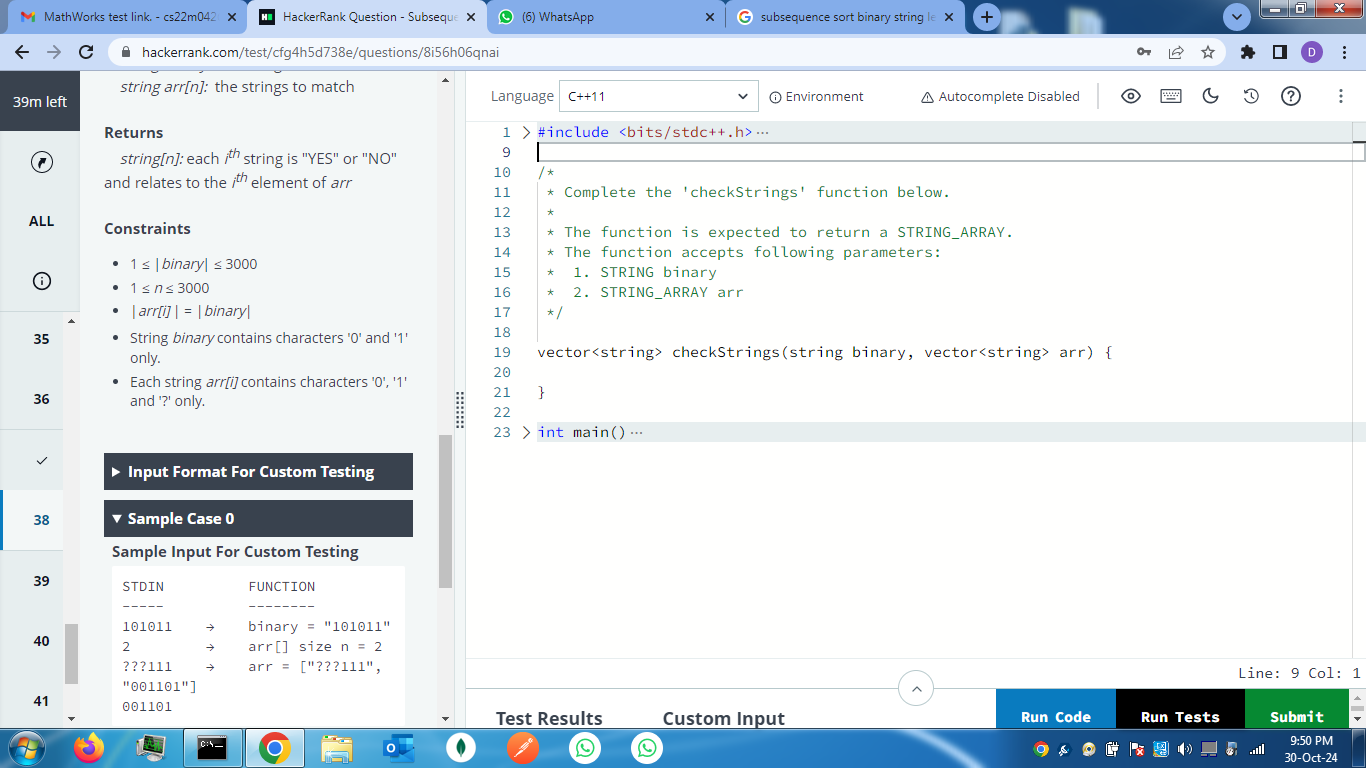 MathWorks test link. - cs22m042
HackerRank Question - Subseque
(6) WhatsApp
subsequence sort binary string le
hackerrank.com/test/cfg4h5d738e/questions/8i56h06qnai
D
39m left
ALL
35
36
38
39
40
41
string arr[n]: the strings to match
Returns
string[n]: each ith string is "YES" or "NO"
and relates to the ith element of arr
Constraints
• 1 ≤ |binary| ≤ 3000
• 1 ≤ n ≤ 3000
• |arr[i] | = |binary|
• String binary contains characters '0' and '1'
only.
• Each string arr[i] contains characters '0', '1'
and '?' only.
Input Format For Custom Testing
Sample Case 0
Sample Input For Custom Testing
STDIN FUNCTION
----- --------
101011 → binary = "101011"
2 → arr[] size n = 2
???111 → arr = ["???111",
"001101"]
001101
Language C++11 Environment Autocomplete Disabled
1 #include <bits/stdc++.h> ...
9
10 /*
11 * Complete the 'checkStrings' function below.
12 *
13 * The function is expected to return a STRING_ARRAY.
14 * The function accepts following parameters:
15 * 1. STRING binary
16 * 2. STRING_ARRAY arr
17 */
18
19 vector<string> checkStrings(string binary, vector<string> arr) {
20
21 }
22
23 int main() ...
Line: 9 Col: 1
Test Results Custom Input Run Code Run Tests Submit
9:50 PM
30-Oct-24